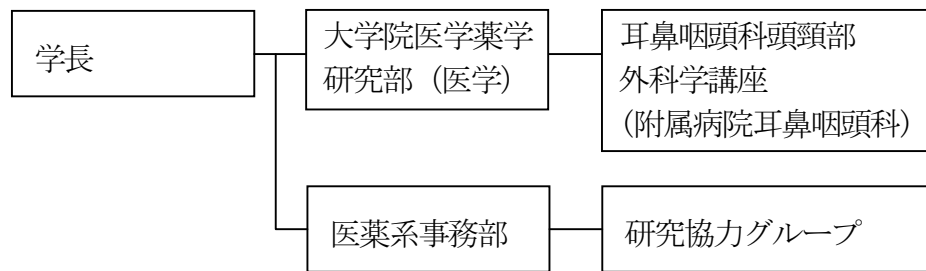 学長
大学院医学薬学
研究部（医学）
耳鼻咽頭科頭頸部
外科学講座
(附属病院耳鼻咽頭科）
医薬系事務部
研究協力グループ